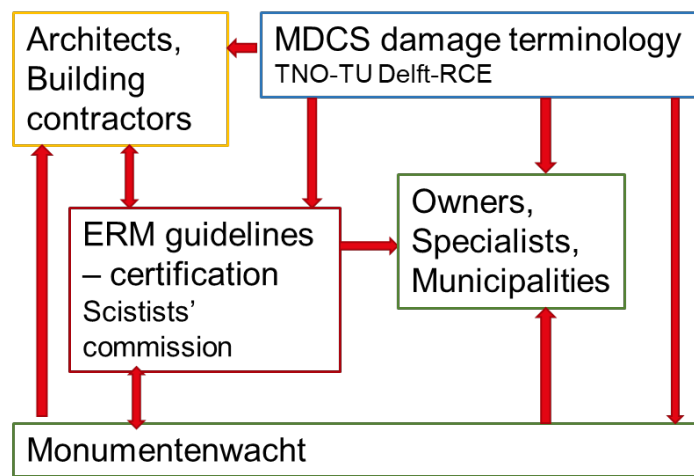 Architects,
Building
contractors
MDCS damage terminology
TNO-TU Delft-RCE
ERM guidelines
– certification
Scistists’
commission
Owners,
Specialists,
Municipalities
Monumentenwacht